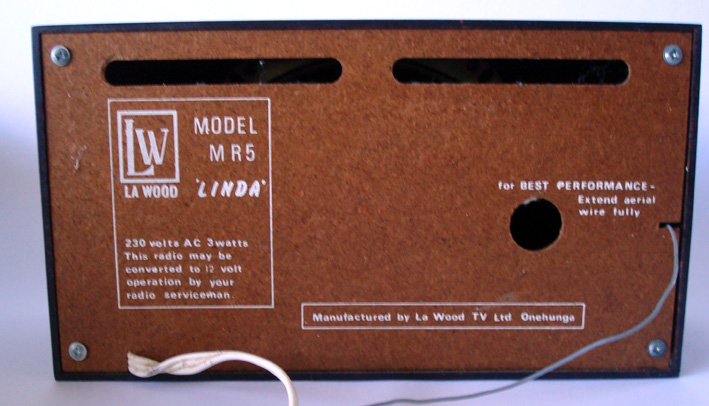 LW
LA WOOD
MODEL
MR5
"LINDA"
230 volts AC 3watts
This radio may be
converted to 12 volt
operation by your
radio serviceman
for BEST PERFORMANCE-
Extend aerial
wire fully
Manufactured by La Wood TV Ltd Onehunga